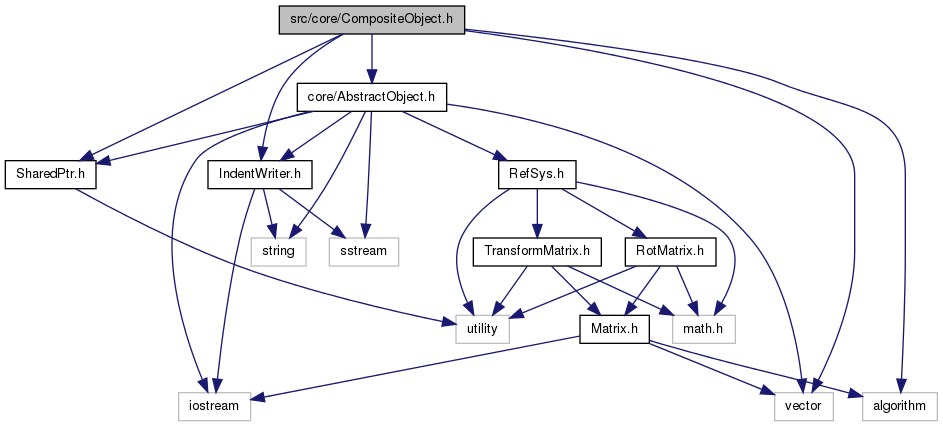 src/core/CompositeObject.h
core/AbstractObject.h
SharedPtr.h
IndentWriter.h
RefSys.h
string
sstream
TransformMatrix.h
RotMatrix.h
utility
Matrix.h
math.h
iostream
vector
algorithm